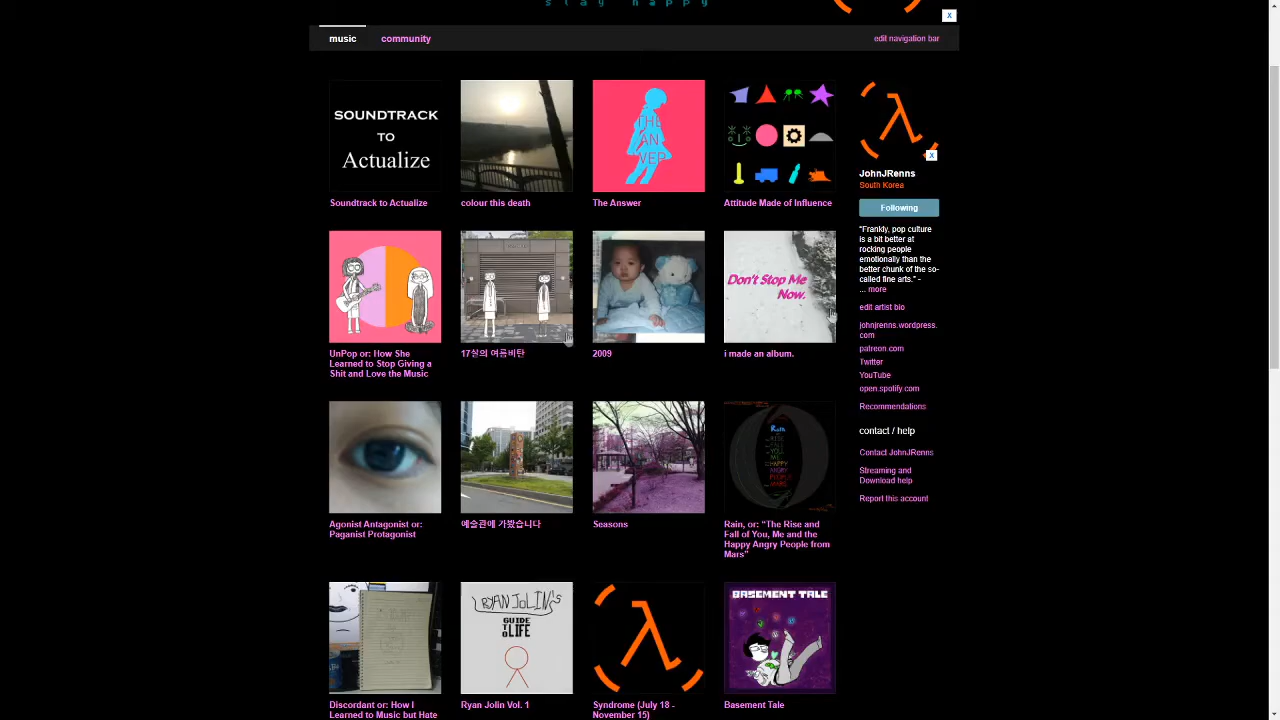 stay happy
X
music
community
edit navigation bar
SOUNDTRACK
TO
Actualize
THE
AN
Soundtrack to Actualize
colour this death
The Answer
Attitude Made of Influence
X
JohnJRenns
South Korea
Following
"Frankly, pop culture
is a bit better at
rocking people
emotionally than the
better chunk of the so-
called fine arts." -
... more
edit artist bio
johnjrenns.wordpress.
com
patreon.com
Twitter
YouTube
open.spotify.com
Recommendations
contact / help
Contact JohnJRenns
Streaming and
Download help
Report this account
Don't Stop Me
Now.
UnPop or: How She
Learned to Stop Giving a
Shit and Love the Music
17실의 여름비탄
2009
i made an album.
Rain
Agonist Antagonist or:
Paganist Protagonist
예술관에 가봤습니다
Seasons
Rain, or: “The Rise and
Fall of You, Me and the
Happy Angry People from
Mars”
RYAN JOLIN'S
GUIDE
TO LIFE
BASEMENT TALE
Discordant or: How I
Learned to Music but Hate
Ryan Jolin Vol. 1
Syndrome (July 18 -
November 15)
Basement Tale